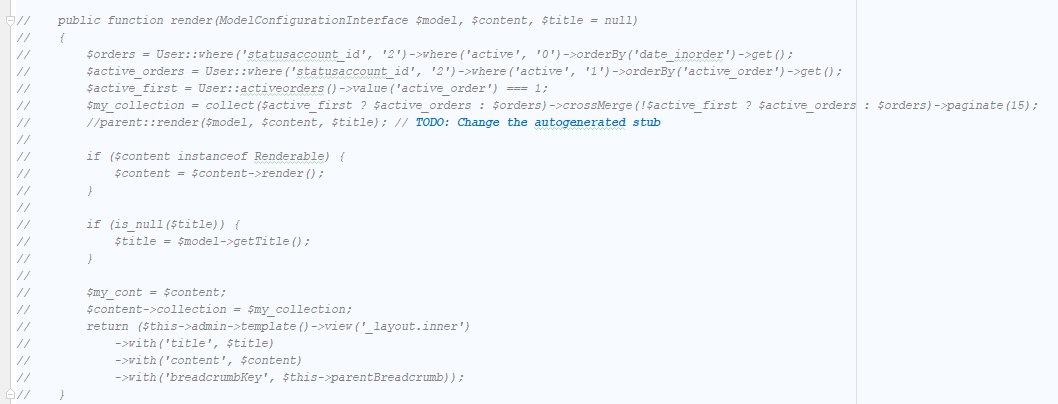 //    public function render(ModelConfigurationInterface $model, $content, $title = null)
//    {
//        $orders = User::where('statusaccount_id', '2')->where('active', '0')->orderBy('date_inorder')->get();
//        $active_orders = User::where('statusaccount_id', '2')->where('active', '1')->orderBy('active_order')->get();
//        $active_first = User::activeorders()->value('active_order') === 1;
//        $my_collection = collect($active_first ? $active_orders : $orders)->crossMerge(!$active_first ? $active_orders : $orders)->paginate(15);
//        //parent::render($model, $content, $title); // TODO: Change the autogenerated stub
//
//        if ($content instanceof Renderable) {
//            $content = $content->render();
//        }
//
//        if (is_null($title)) {
//            $title = $model->getTitle();
//        }
//
//        $my_cont = $content;
//        $content->collection = $my_collection;
//        return ($this->admin->template()->view('_layout.inner')
//            ->with('title', $title)
//            ->with('content', $content)
//            ->with('breadcrumbKey', $this->parentBreadcrumb));
//    }